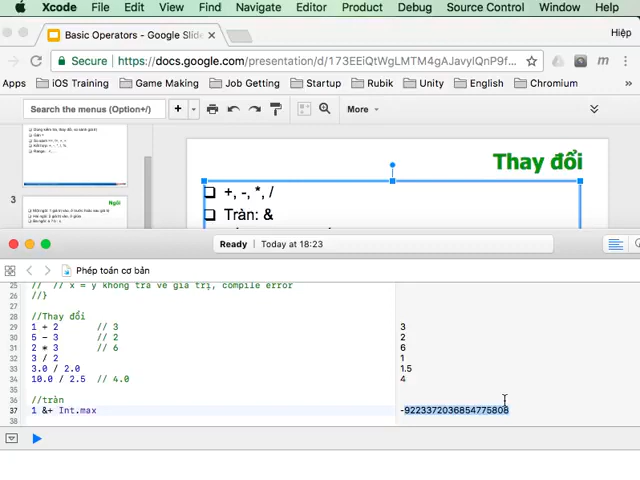 Xcode File Edit View Find Navigate Editor Product Debug Source Control Window Help
Basic Operators - Google Slide Hiệp
Secure https://docs.google.com/presentation/d/173EEiQtWgLMTM4gAJavyIQnP9f...
Apps iOS Training Game Making Job Getting Startup Rubik Unity English Chromium
Search the menus (Option+/) More
3
Ngôi
Thay đổi
+, -, *, /
Tràn: &
Ready Today at 18:23
Phép toán cơ bản
25 // // x = y không trả về giá trị, compile error
26 //}
27
28 //Thay đổi
29 1 + 2 // 3 3
30 5 - 3 // 2 2
31 2 * 3 // 6 6
32 3 / 2 1
33 3.0 / 2.0 1.5
34 10.0 / 2.5 // 4.0 4
35
36 //tràn
37 1 &+ Int.max -9223372036854775808
38